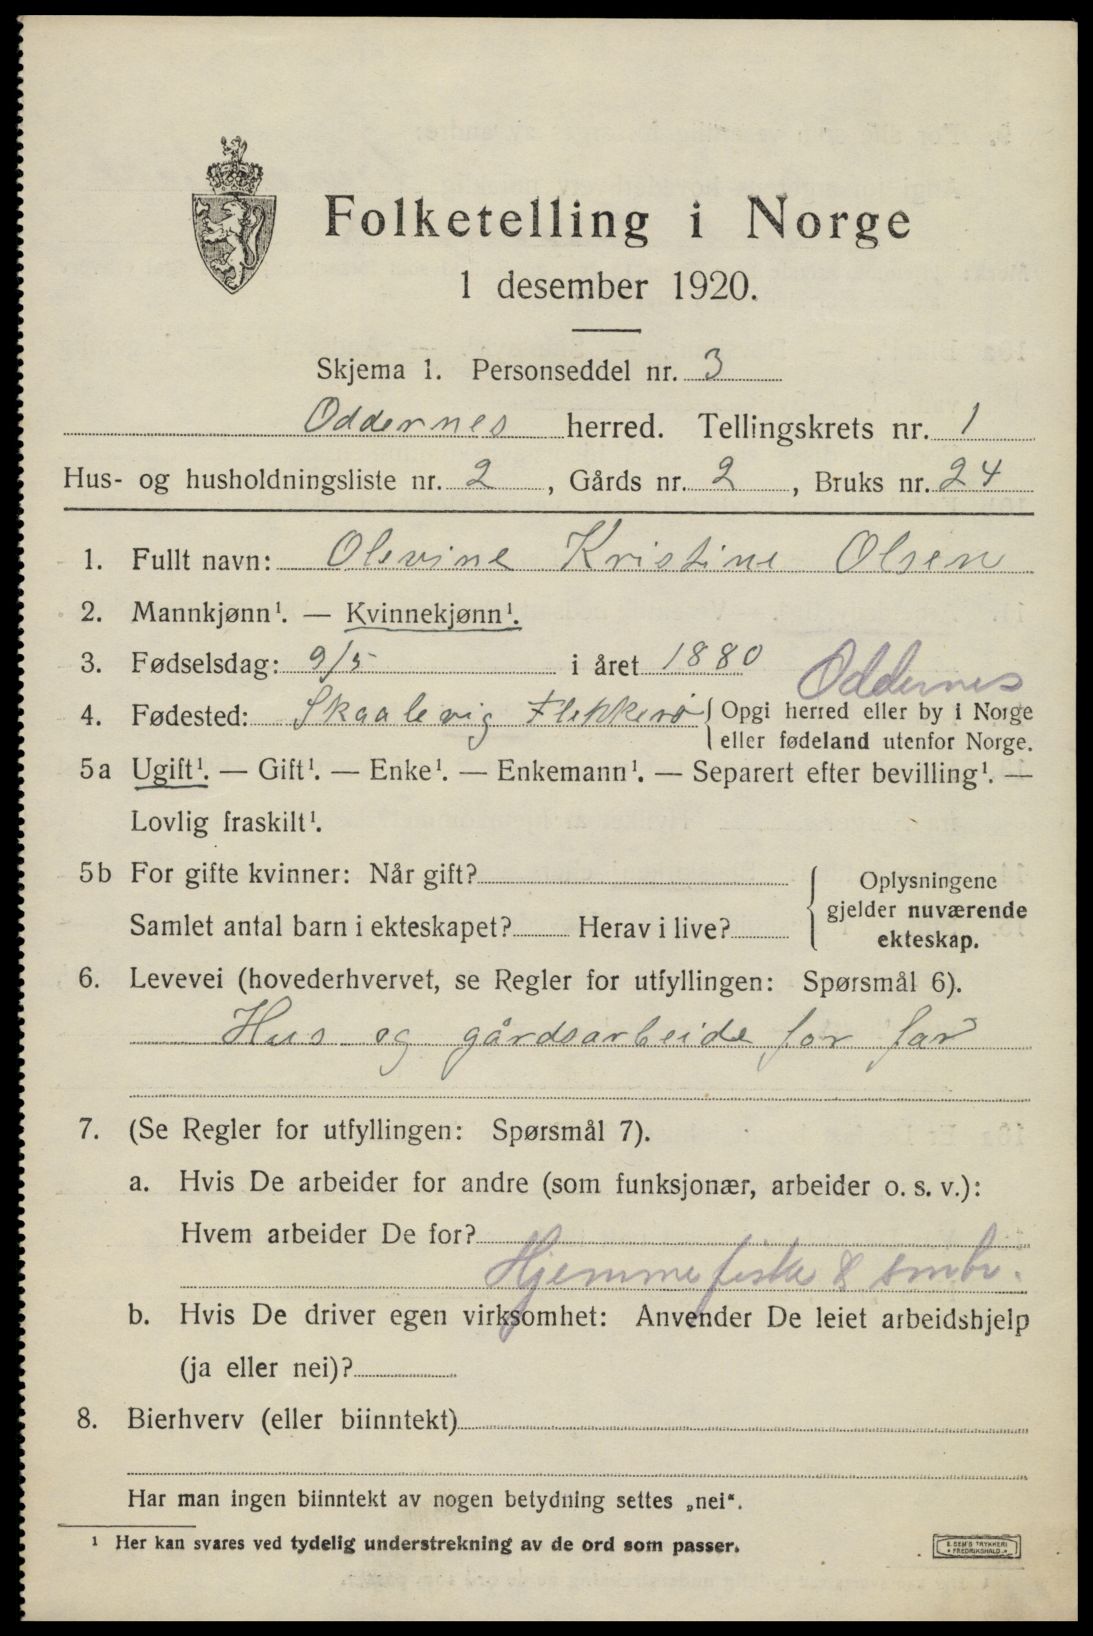 Folketelling i Norge
1 desember 1920.
Skjema 1. Personseddel nr. 3
Oddernes herred. Tellingskrets nr. 1
Hus- og husholdningsliste nr. 2, Gårds nr. 2, Bruks nr. 24
1. Fullt navn: Olevine Kristine Olsen
2. Mannkjønn¹. — Kvinnekjønn¹.
3. Fødselsdag: 9/5 i året 1880
Oddernes
4. Fødested: Skaalevig Flekkerø { Opgi herred eller by i Norge
eller fødeland utenfor Norge.
5a Ugift¹. — Gift¹. — Enke¹. — Enkemann¹. — Separert efter bevilling¹. —
Lovlig fraskilt¹.
5b For gifte kvinner: Når gift?
Samlet antal barn i ekteskapet? Herav i live?
{ Oplysningene
gjelder nuværende
ekteskap.
6. Levevei (hovederhvervet, se Regler for utfyllingen: Spørsmål 6).
Hus og gårdsarbeide for far
7. (Se Regler for utfyllingen: Spørsmål 7).
a. Hvis De arbeider for andre (som funksjonær, arbeider o. s. v.):
Hvem arbeider De for?
Hjemmefiske & smbr.
b. Hvis De driver egen virksomhet: Anvender De leiet arbeidshjelp
(ja eller nei)?
8. Bierhverv (eller biinntekt)
Har man ingen biinntekt av nogen betydning settes „nei“.
¹ Her kan svares ved tydelig understrekning av de ord som passer.
E. SEM'S TRYKKERI
FREDRIKSHALD